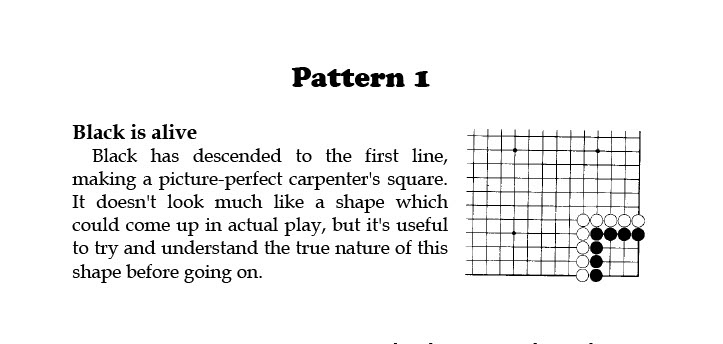 Pattern 1
Black is alive
Black has descended to the first line,
making a picture-perfect carpenter's square.
It doesn't look much like a shape which
could come up in actual play, but it's useful
to try and understand the true nature of this
shape before going on.